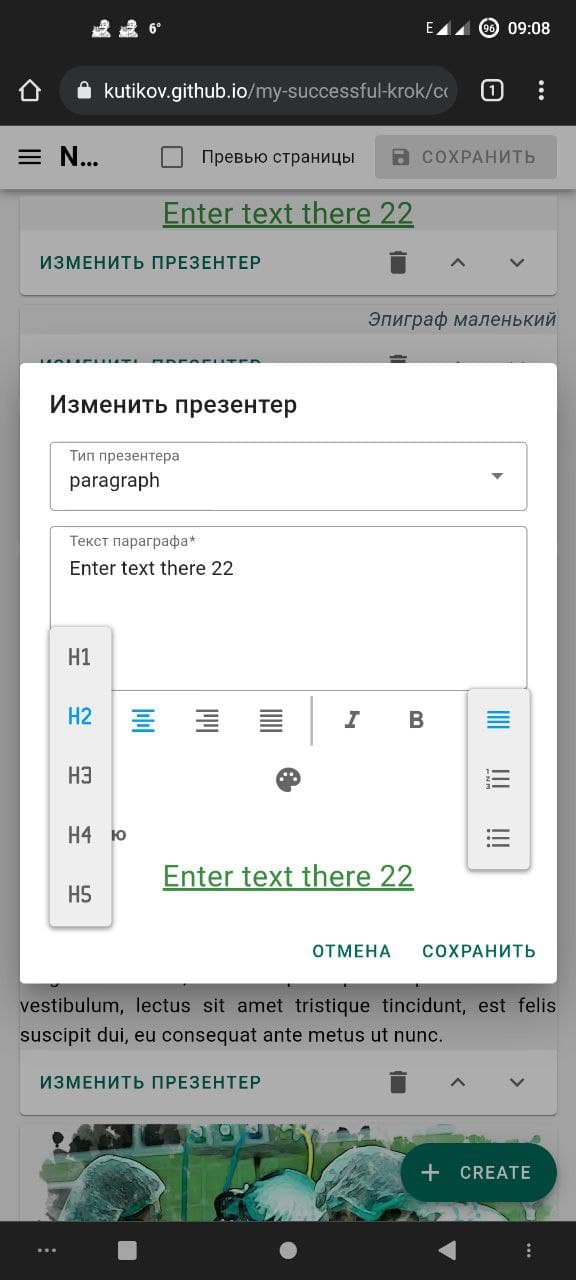 6°
E 96 09:08
kutikov.github.io/my-successful-krok/co
1
N...
Превью страницы
СОХРАНИТЬ
Enter text there 22
ИЗМЕНИТЬ ПРЕЗЕНТЕР
Эпиграф маленький
ИЗМЕНИТЬ ПРЕЗЕНТЕР
Изменить презентер
Тип презентера
paragraph
Текст параграфа*
Enter text there 22
H1
H2
I B
H3
H4 ю
H5
Enter text there 22
ОТМЕНА СОХРАНИТЬ
vestibulum, lectus sit amet tristique tincidunt, est felis
suscipit dui, eu consequat ante metus ut nunc.
ИЗМЕНИТЬ ПРЕЗЕНТЕР
+ CREATE